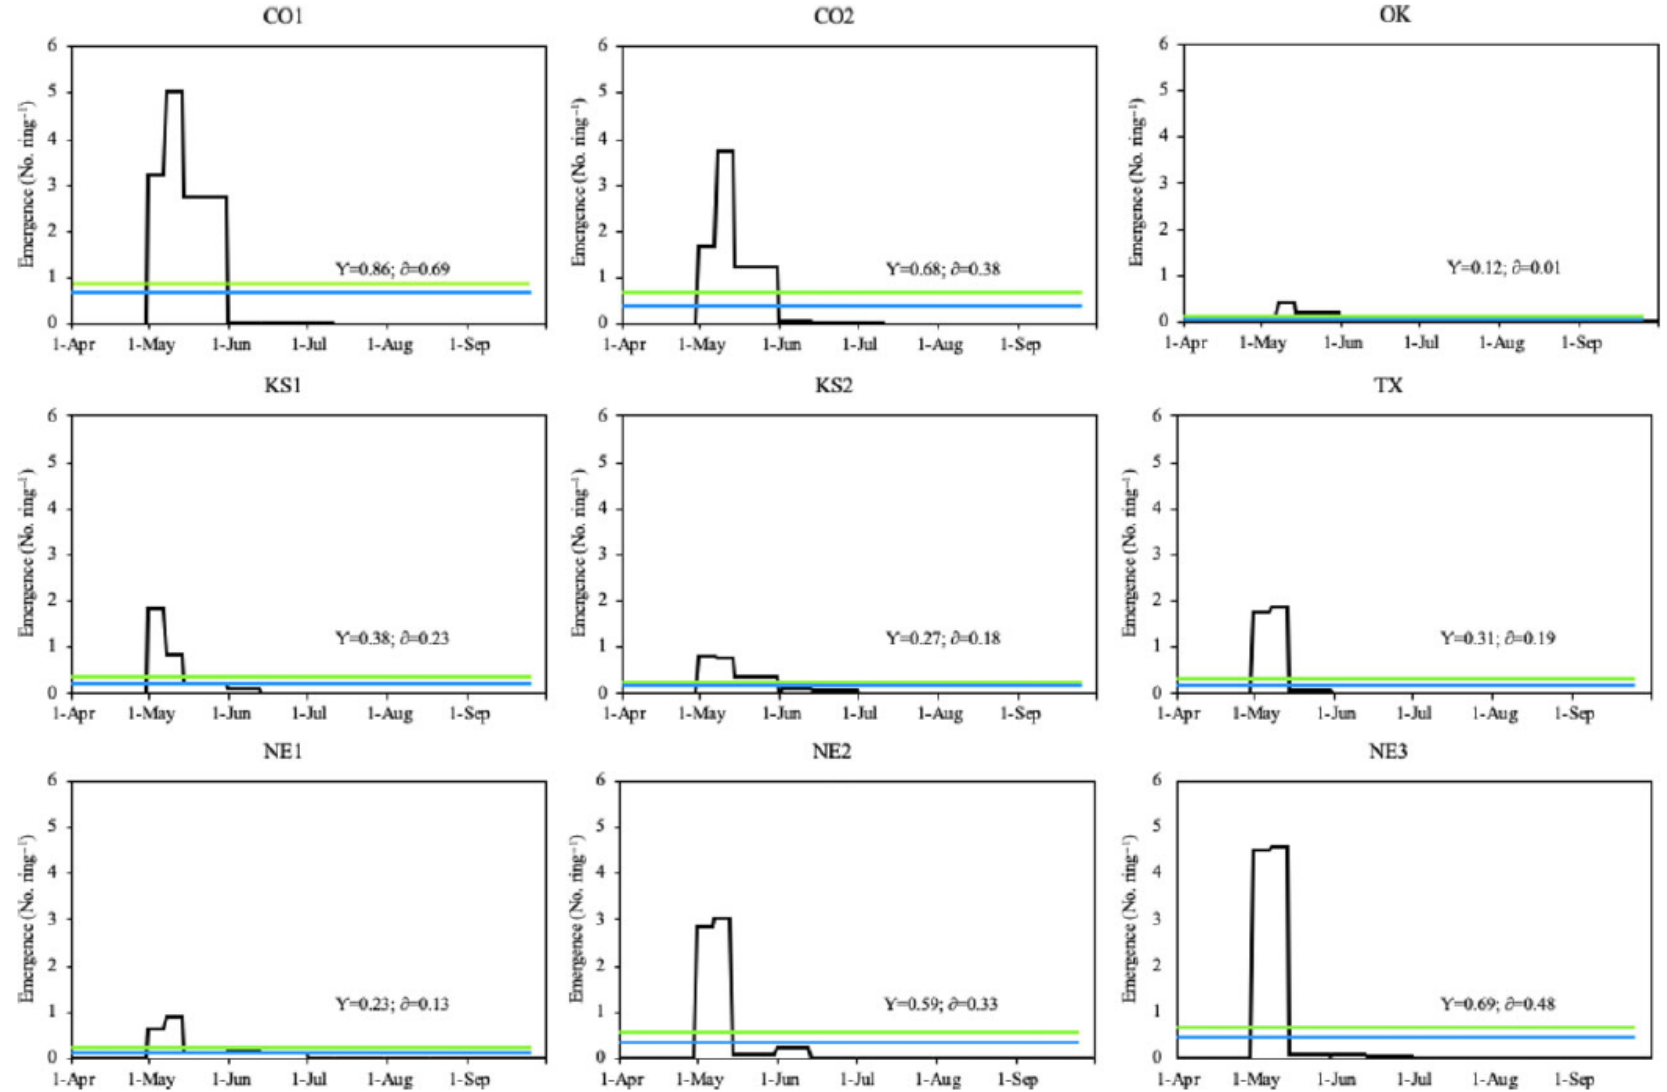 CO1
6
5
4
3
2
1
0
Emergence (No. ring⁻¹)
Y=0.86; ∂=0.69
1-Apr 1-May 1-Jun 1-Jul 1-Aug 1-Sep
CO2
6
5
4
3
2
1
0
Emergence (No. ring⁻¹)
Y=0.68; ∂=0.38
1-Apr 1-May 1-Jun 1-Jul 1-Aug 1-Sep
OK
6
5
4
3
2
1
0
Emergence (No. ring⁻¹)
Y=0.12; ∂=0.01
1-Apr 1-May 1-Jun 1-Jul 1-Aug 1-Sep
KS1
6
5
4
3
2
1
0
Emergence (No. ring⁻¹)
Y=0.38; ∂=0.23
1-Apr 1-May 1-Jun 1-Jul 1-Aug 1-Sep
KS2
6
5
4
3
2
1
0
Emergence (No. ring⁻¹)
Y=0.27; ∂=0.18
1-Apr 1-May 1-Jun 1-Jul 1-Aug 1-Sep
TX
6
5
4
3
2
1
0
Emergence (No. ring⁻¹)
Y=0.31; ∂=0.19
1-Apr 1-May 1-Jun 1-Jul 1-Aug 1-Sep
NE1
6
5
4
3
2
1
0
Emergence (No. ring⁻¹)
Y=0.23; ∂=0.13
1-Apr 1-May 1-Jun 1-Jul 1-Aug 1-Sep
NE2
6
5
4
3
2
1
0
Emergence (No. ring⁻¹)
Y=0.59; ∂=0.33
1-Apr 1-May 1-Jun 1-Jul 1-Aug 1-Sep
NE3
6
5
4
3
2
1
0
Emergence (No. ring⁻¹)
Y=0.69; ∂=0.48
1-Apr 1-May 1-Jun 1-Jul 1-Aug 1-Sep